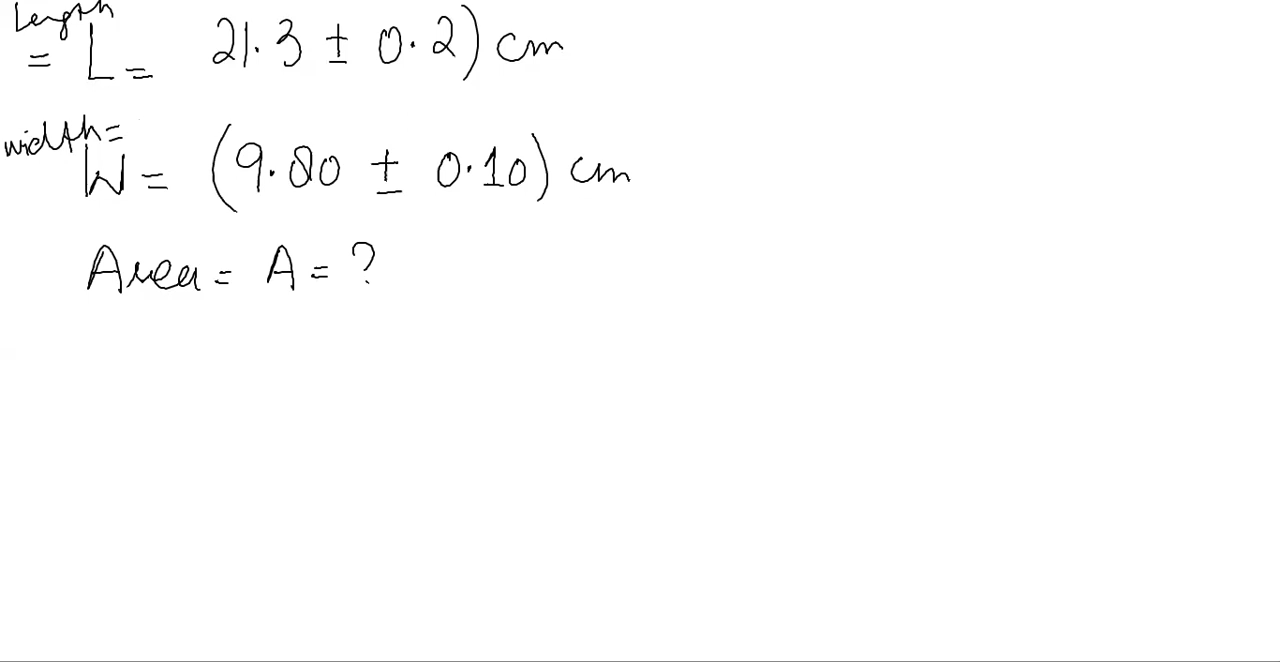 Length
= L = 21.3 ± 0.2) cm
width =
W = (9.80 ± 0.10) cm
Area = A = ?